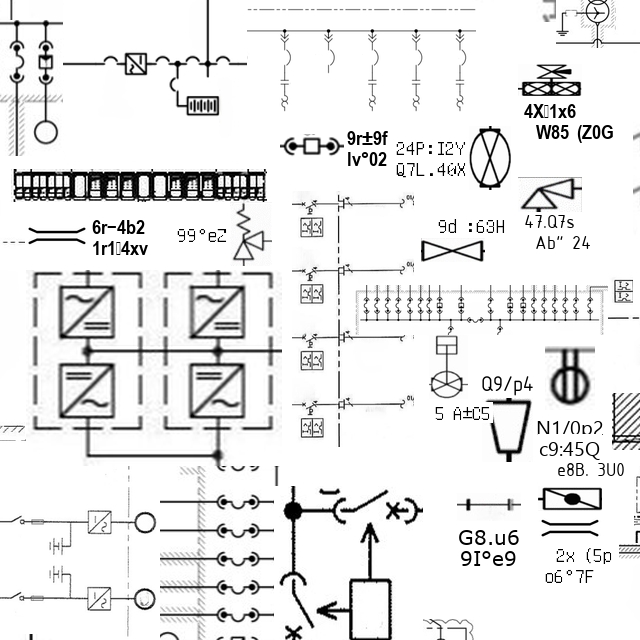 4X▯1x6
W85 (Z0G
9r±9f
Iv°02
24P:I2Y
Q7L.40X
6r−4b2
1r1▯4xv
99°eZ
9d :63H
47.Q7s
Ab" 24
Q9/p4
5 A±C5
N1/0p2
c9:45Q
e8B. 3U0
G8.u6
9I°e9
2x (5p
o6°7F